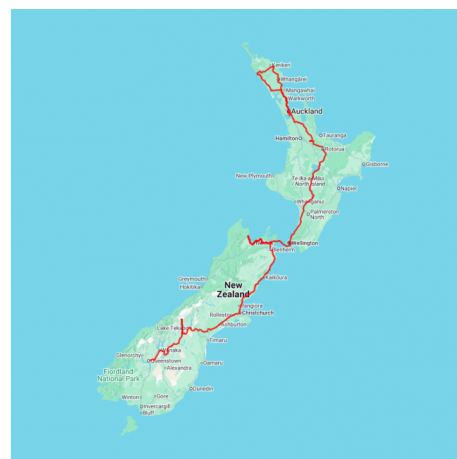 Kerikeri
Whangārei
Mangawhai
Warkworth
Auckland
Hamilton
Tauranga
Rotorua
Gisborne
Te Ika-a-Māui
/ North Island
New Plymouth
Napier
Whanganui
Palmerston
North
Wellington
Blenheim
Kaikōura
Greymouth
Hokitika
New
Zealand
Rangiora
Rolleston
Christchurch
Ashburton
Lake Tekapo
Timaru
Wānaka
Glenorchy
Queenstown
Oamaru
Alexandra
Fiordland
National Park
Dunedin
Winton
Gore
Invercargill
Bluff